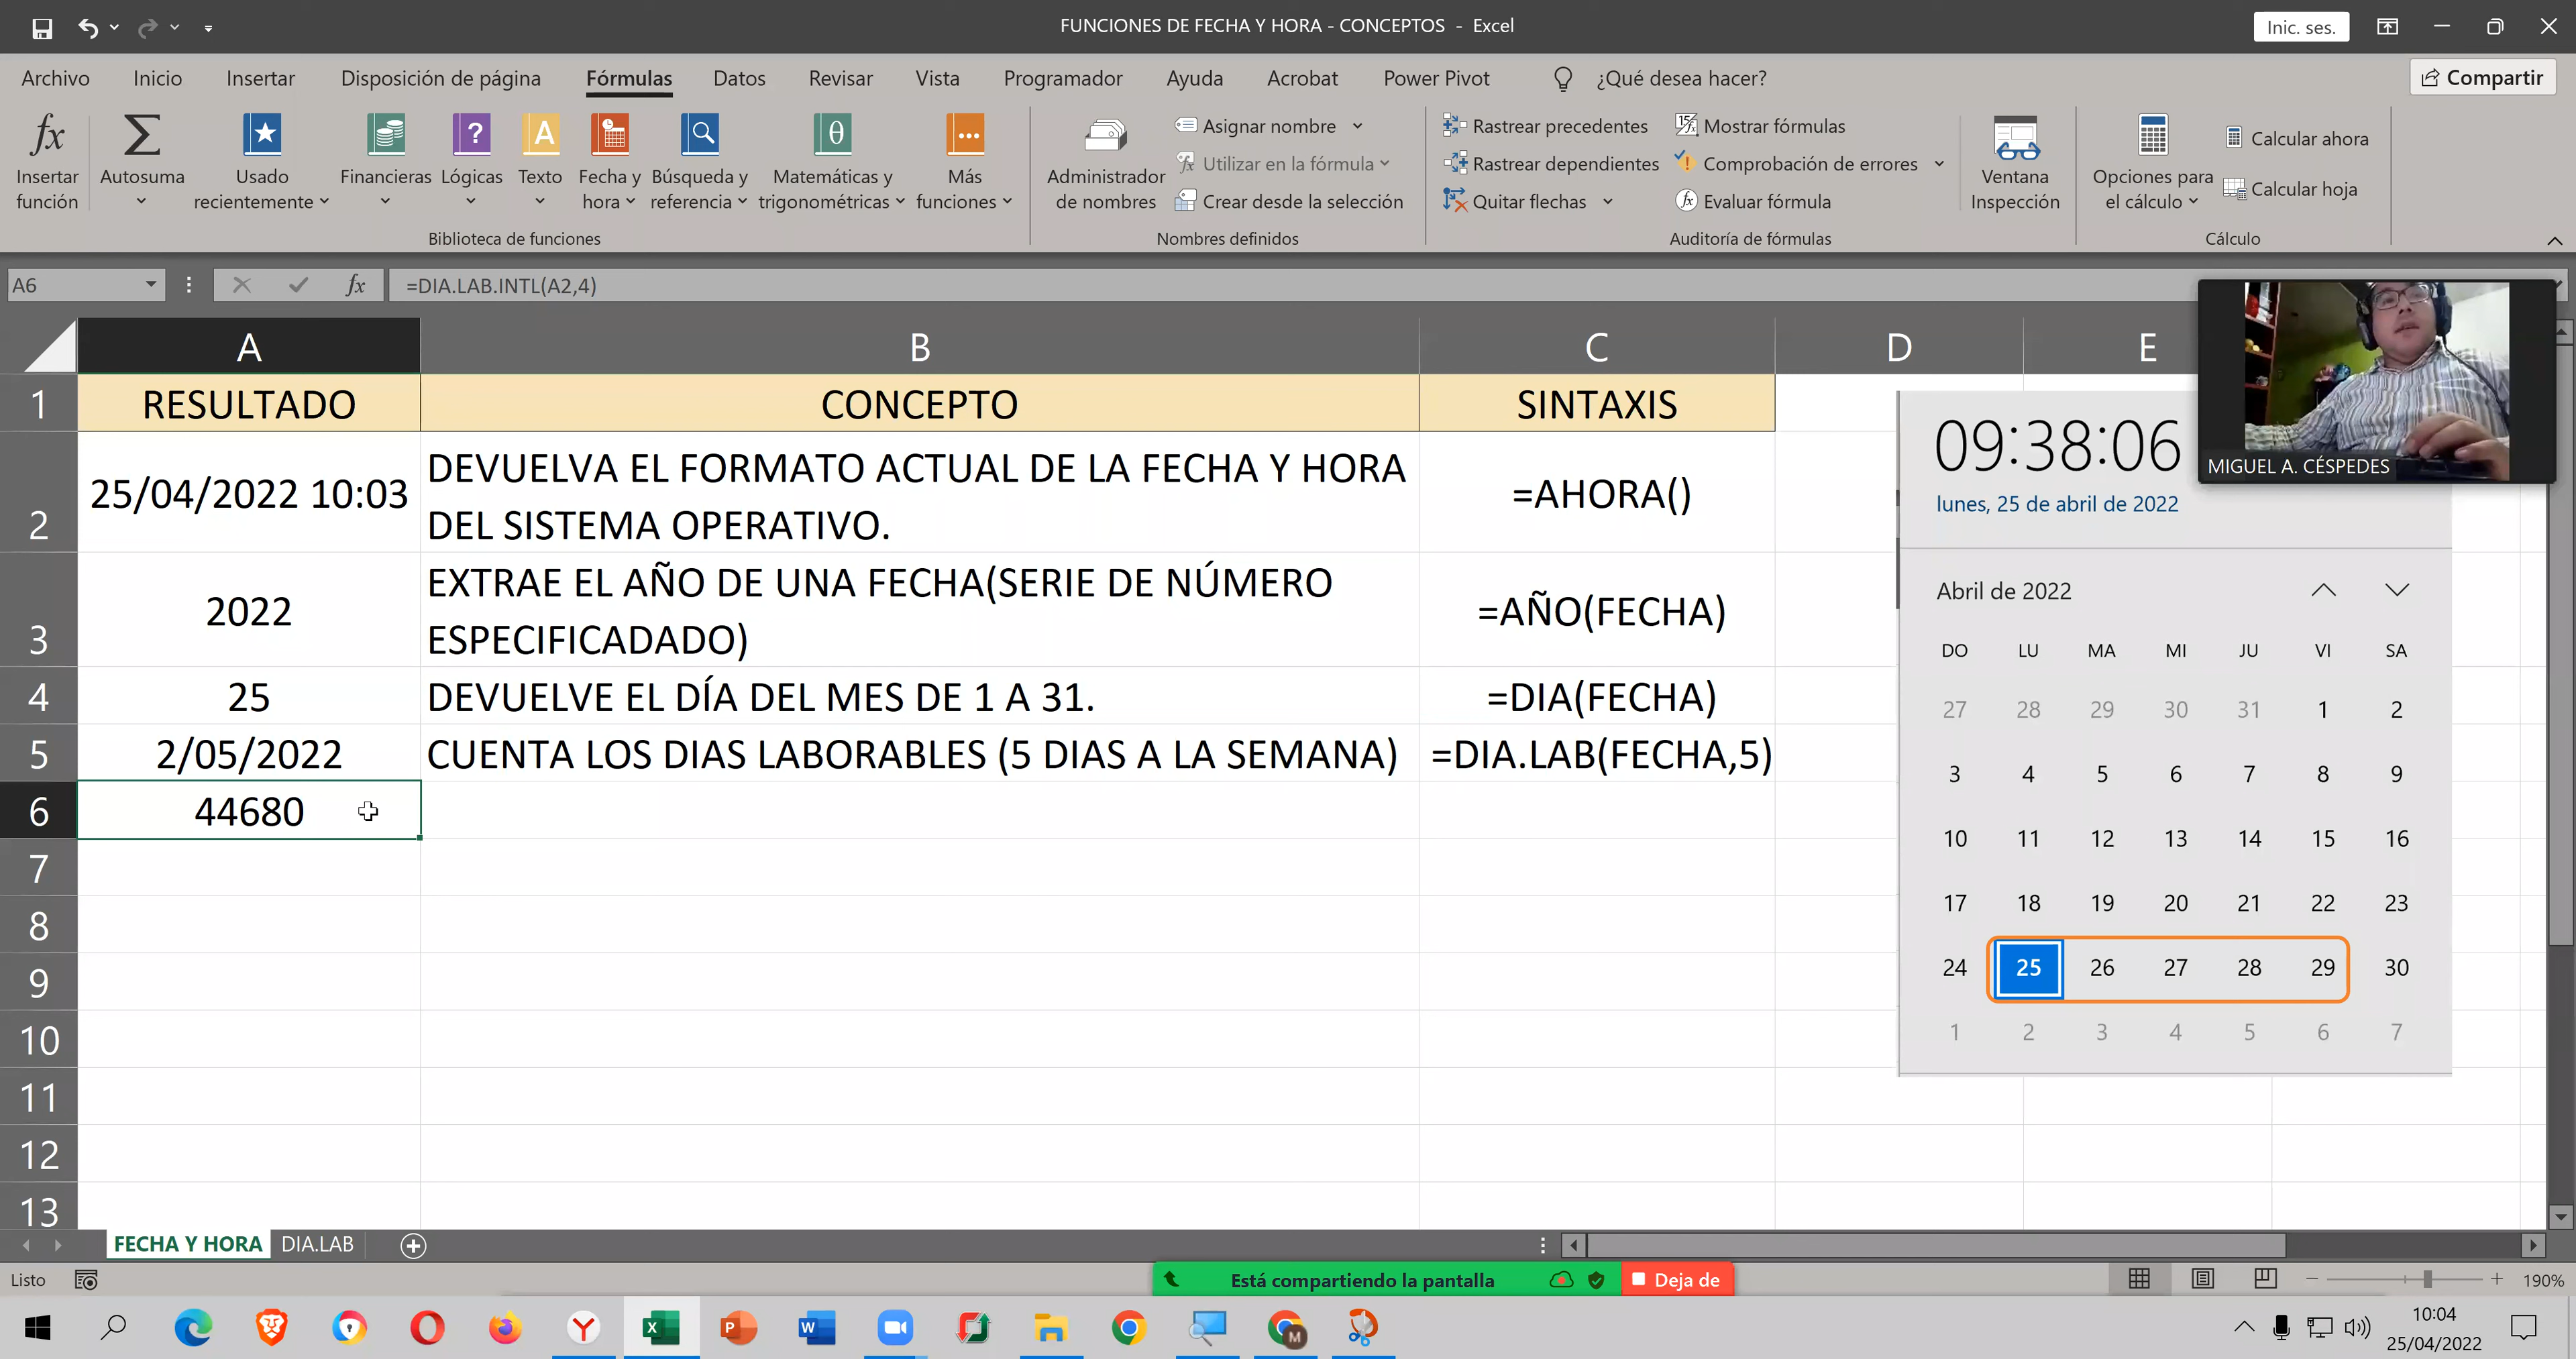 FUNCIONES DE FECHA Y HORA - CONCEPTOS - Excel
Inic. ses.
Archivo Inicio Insertar Disposición de página Fórmulas Datos Revisar Vista Programador Ayuda Acrobat Power Pivot ¿Qué desea hacer? Compartir
Insertar función
Autosuma
Usado recientemente
Financieras
Lógicas
Texto
Fecha y hora
Búsqueda y referencia
Matemáticas y trigonométricas
Más funciones
Biblioteca de funciones
Administrador de nombres
Asignar nombre
Utilizar en la fórmula
Crear desde la selección
Nombres definidos
Rastrear precedentes
Rastrear dependientes
Quitar flechas
Mostrar fórmulas
Comprobación de errores
Evaluar fórmula
Auditoría de fórmulas
Ventana Inspección
Opciones para el cálculo
Calcular ahora
Calcular hoja
Cálculo
A6 fx =DIA.LAB.INTL(A2,4)
A B C D E
1 RESULTADO CONCEPTO SINTAXIS
2 25/04/2022 10:03 DEVUELVA EL FORMATO ACTUAL DE LA FECHA Y HORA
DEL SISTEMA OPERATIVO. =AHORA()
3 2022 EXTRAE EL AÑO DE UNA FECHA(SERIE DE NÚMERO
ESPECIFICADADO) =AÑO(FECHA)
4 25 DEVUELVE EL DÍA DEL MES DE 1 A 31. =DIA(FECHA)
5 2/05/2022 CUENTA LOS DIAS LABORABLES (5 DIAS A LA SEMANA) =DIA.LAB(FECHA,5)
6 44680
7
8
9
10
11
12
13
MIGUEL A. CÉSPEDES
09:38:06
lunes, 25 de abril de 2022
Abril de 2022
DO LU MA MI JU VI SA
27 28 29 30 31 1 2
3 4 5 6 7 8 9
10 11 12 13 14 15 16
17 18 19 20 21 22 23
24 25 26 27 28 29 30
1 2 3 4 5 6 7
FECHA Y HORA DIA.LAB
Listo
Está compartiendo la pantalla Deja de
190%
10:04
25/04/2022